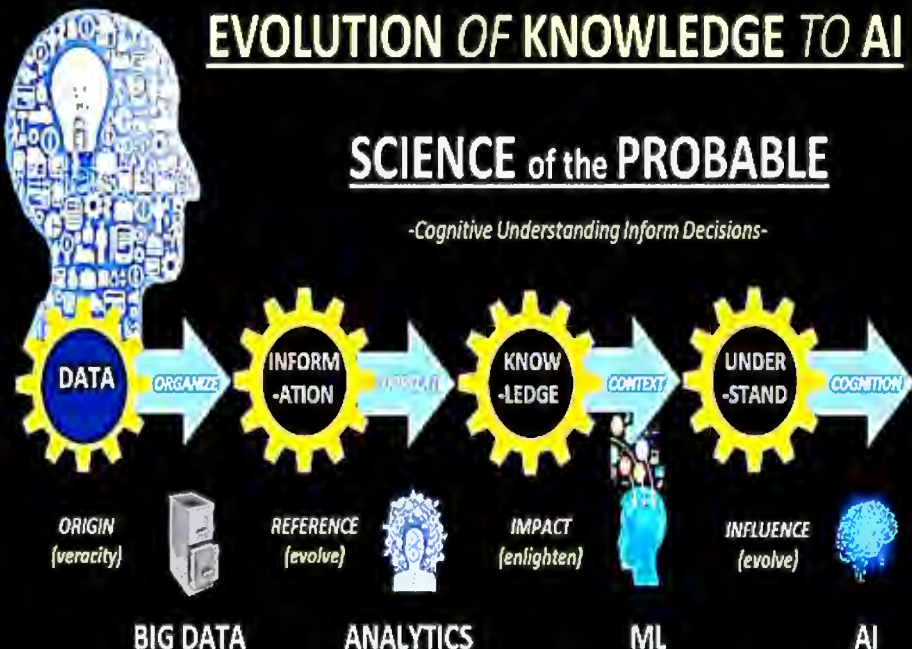 EVOLUTION OF KNOWLEDGE TO AI
SCIENCE of the PROBABLE
-Cognitive Understanding Inform Decisions-
DATA
ORGANIZE
INFORM
-ATION
KNOW
-LEDGE
CONTEXT
UNDER
-STAND
COGNITION
ORIGIN
(veracity)
REFERENCE
(evolve)
IMPACT
(enlighten)
INFLUENCE
(evolve)
BIG DATA
ANALYTICS
ML
AI